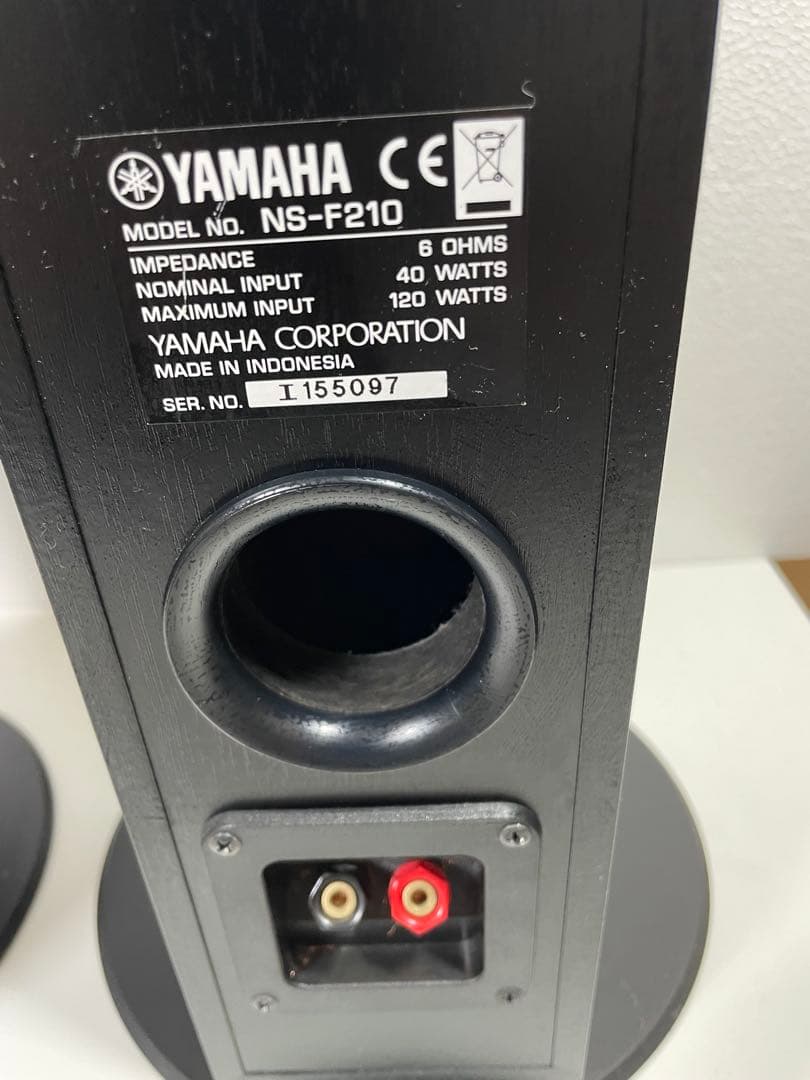 YAMAHA CE
MODEL NO. NS-F210
IMPEDANCE 6 OHMS
NOMINAL INPUT 40 WATTS
MAXIMUM INPUT 120 WATTS
YAMAHA CORPORATION
MADE IN INDONESIA
SER. NO. I155097